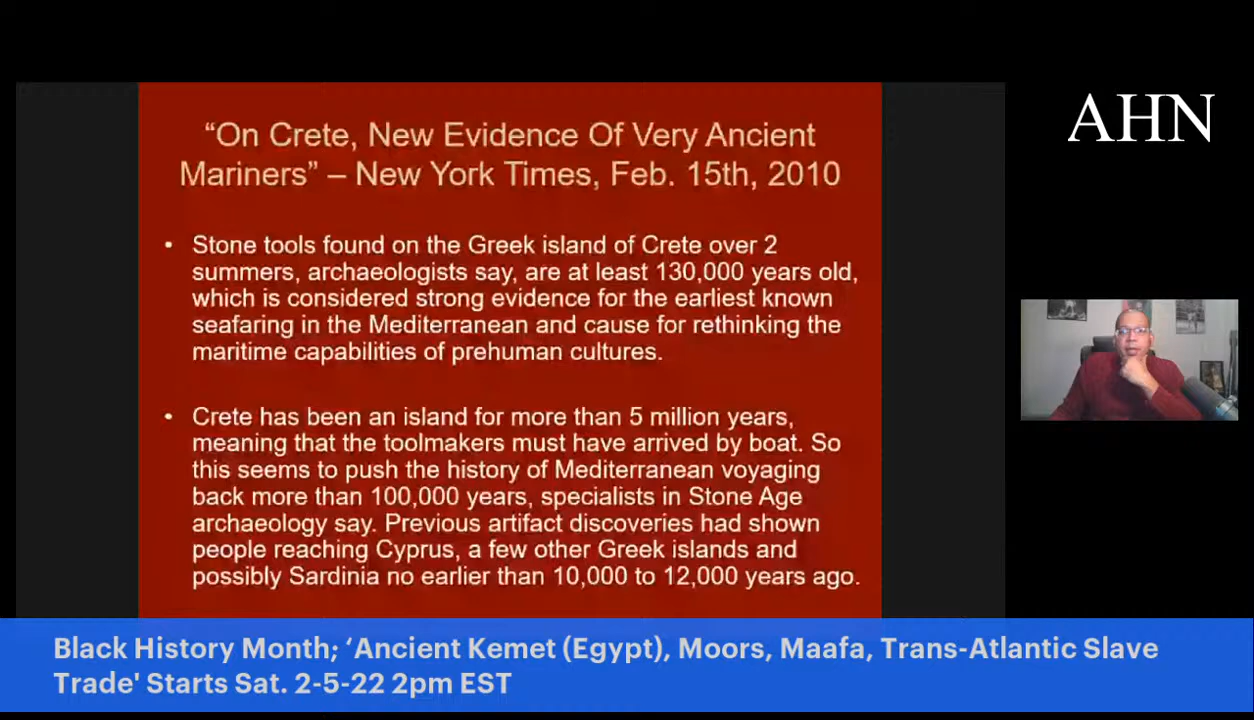 AHN
“On Crete, New Evidence Of Very Ancient
Mariners” – New York Times, Feb. 15th, 2010
• Stone tools found on the Greek island of Crete over 2
summers, archaeologists say, are at least 130,000 years old,
which is considered strong evidence for the earliest known
seafaring in the Mediterranean and cause for rethinking the
maritime capabilities of prehuman cultures.
• Crete has been an island for more than 5 million years,
meaning that the toolmakers must have arrived by boat. So
this seems to push the history of Mediterranean voyaging
back more than 100,000 years, specialists in Stone Age
archaeology say. Previous artifact discoveries had shown
people reaching Cyprus, a few other Greek islands and
possibly Sardinia no earlier than 10,000 to 12,000 years ago.
Black History Month; ‘Ancient Kemet (Egypt), Moors, Maafa, Trans-Atlantic Slave
Trade' Starts Sat. 2-5-22 2pm EST